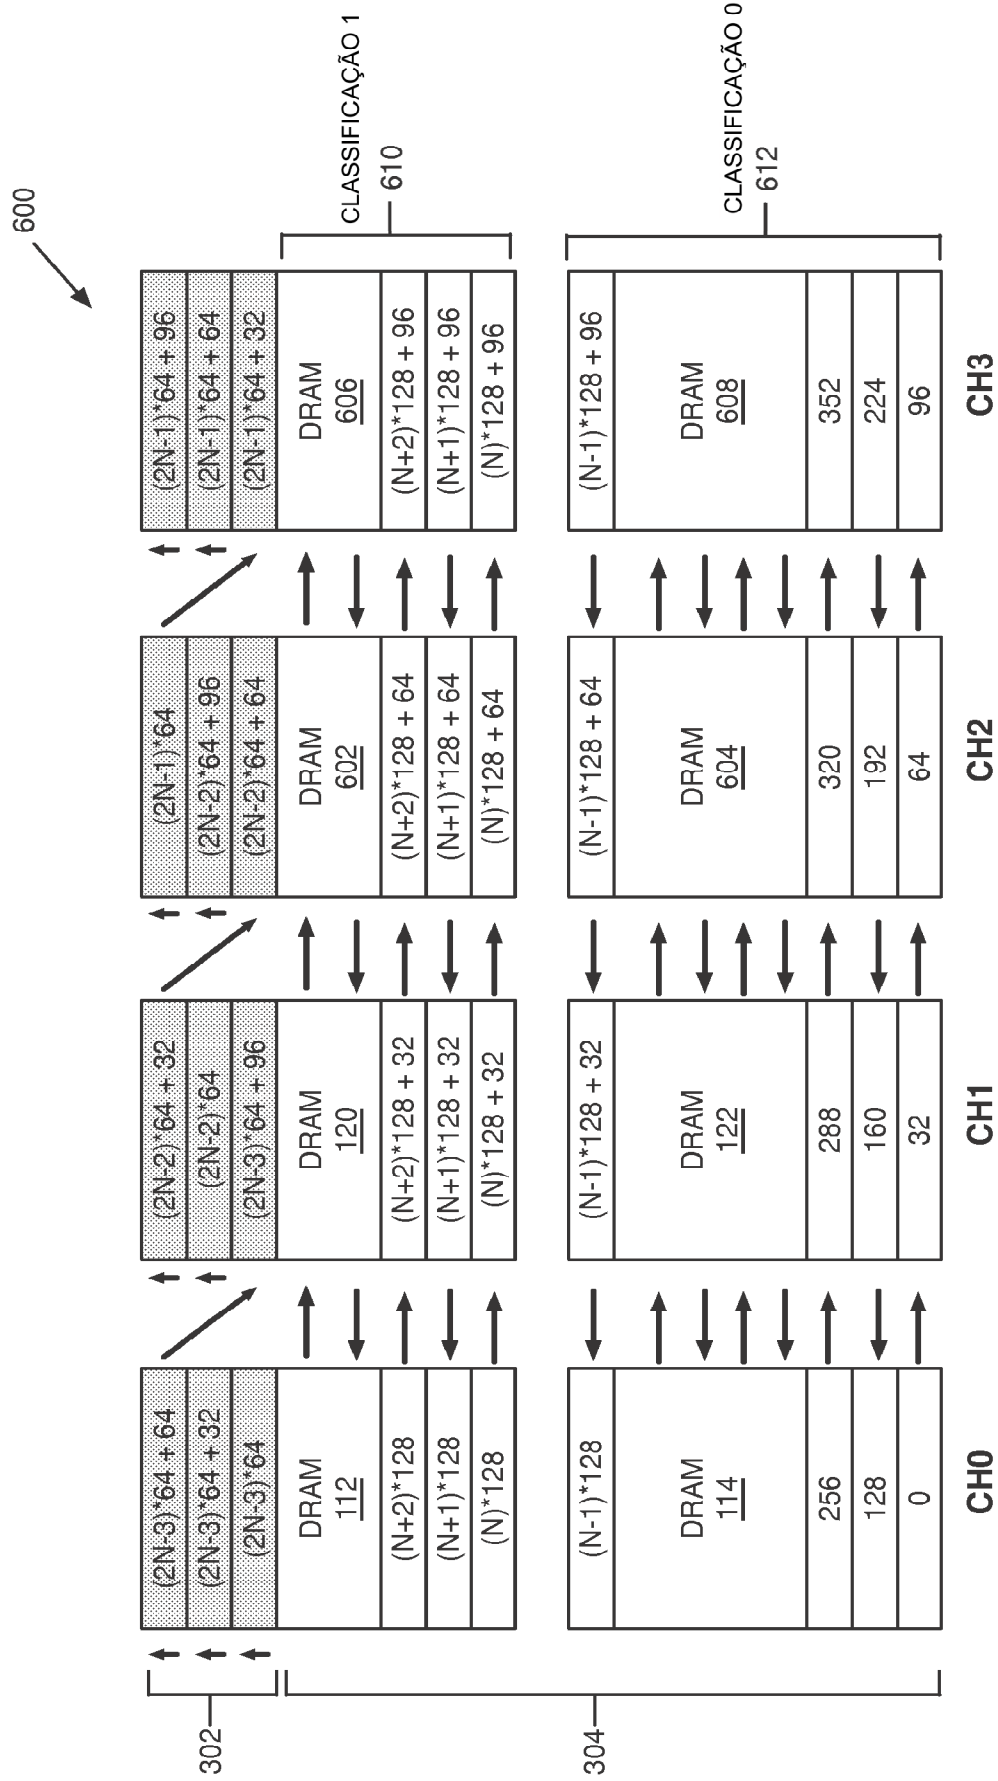 600
302
(2N-3)*64 + 64
(2N-2)*64 + 32
(2N-1)*64
(2N-1)*64 + 96
(2N-3)*64 + 32
(2N-2)*64
(2N-2)*64 + 96
(2N-1)*64 + 64
(2N-3)*64
(2N-3)*64 + 96
(2N-2)*64 + 64
(2N-1)*64 + 32
DRAM
112
DRAM
120
DRAM
602
DRAM
606
CLASSIFICAÇÃO 1
610
(N+2)*128
(N+2)*128 + 32
(N+2)*128 + 64
(N+2)*128 + 96
(N+1)*128
(N+1)*128 + 32
(N+1)*128 + 64
(N+1)*128 + 96
(N)*128
(N)*128 + 32
(N)*128 + 64
(N)*128 + 96
304
(N-1)*128
(N-1)*128 + 32
(N-1)*128 + 64
(N-1)*128 + 96
DRAM
114
DRAM
122
DRAM
604
DRAM
608
CLASSIFICAÇÃO 0
612
256
288
320
352
128
160
192
224
0
32
64
96
CH0
CH1
CH2
CH3